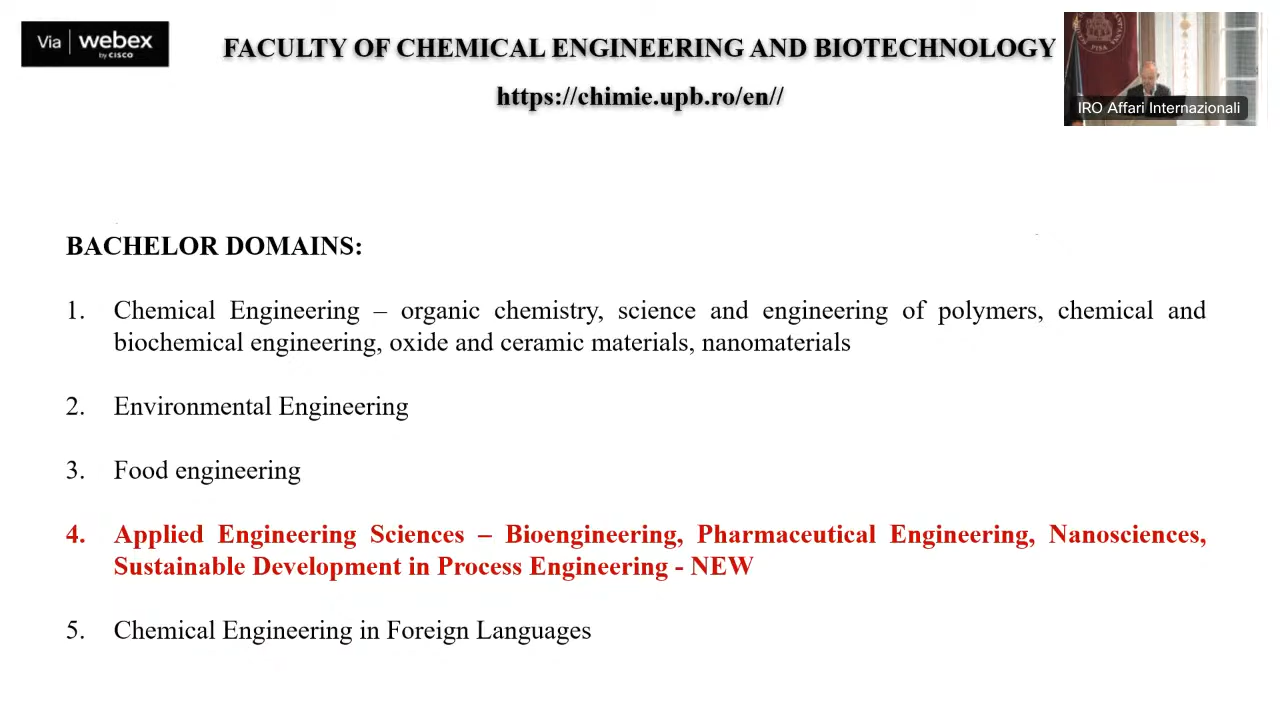 Via webex
by CISCO
FACULTY OF CHEMICAL ENGINEERING AND BIOTECHNOLOGY
https://chimie.upb.ro/en//
PISA
IRO Affari Internazionali
BACHELOR DOMAINS:
1. Chemical Engineering – organic chemistry, science and engineering of polymers, chemical and
biochemical engineering, oxide and ceramic materials, nanomaterials
2. Environmental Engineering
3. Food engineering
4. Applied Engineering Sciences – Bioengineering, Pharmaceutical Engineering, Nanosciences,
Sustainable Development in Process Engineering - NEW
5. Chemical Engineering in Foreign Languages